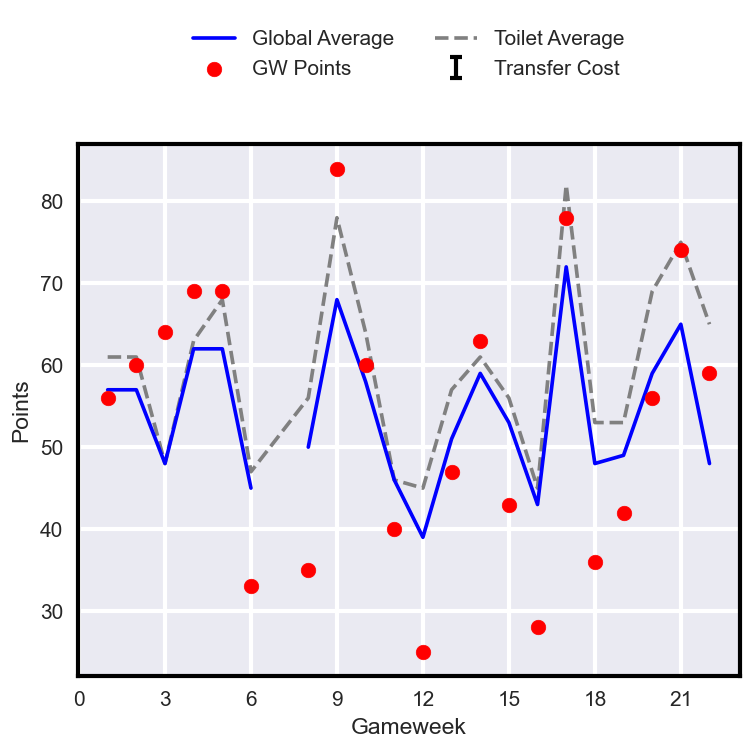 Global Average
Toilet Average
GW Points
Transfer Cost
80
70
60
50
40
30
Points
0 3 6 9 12 15 18 21
Gameweek